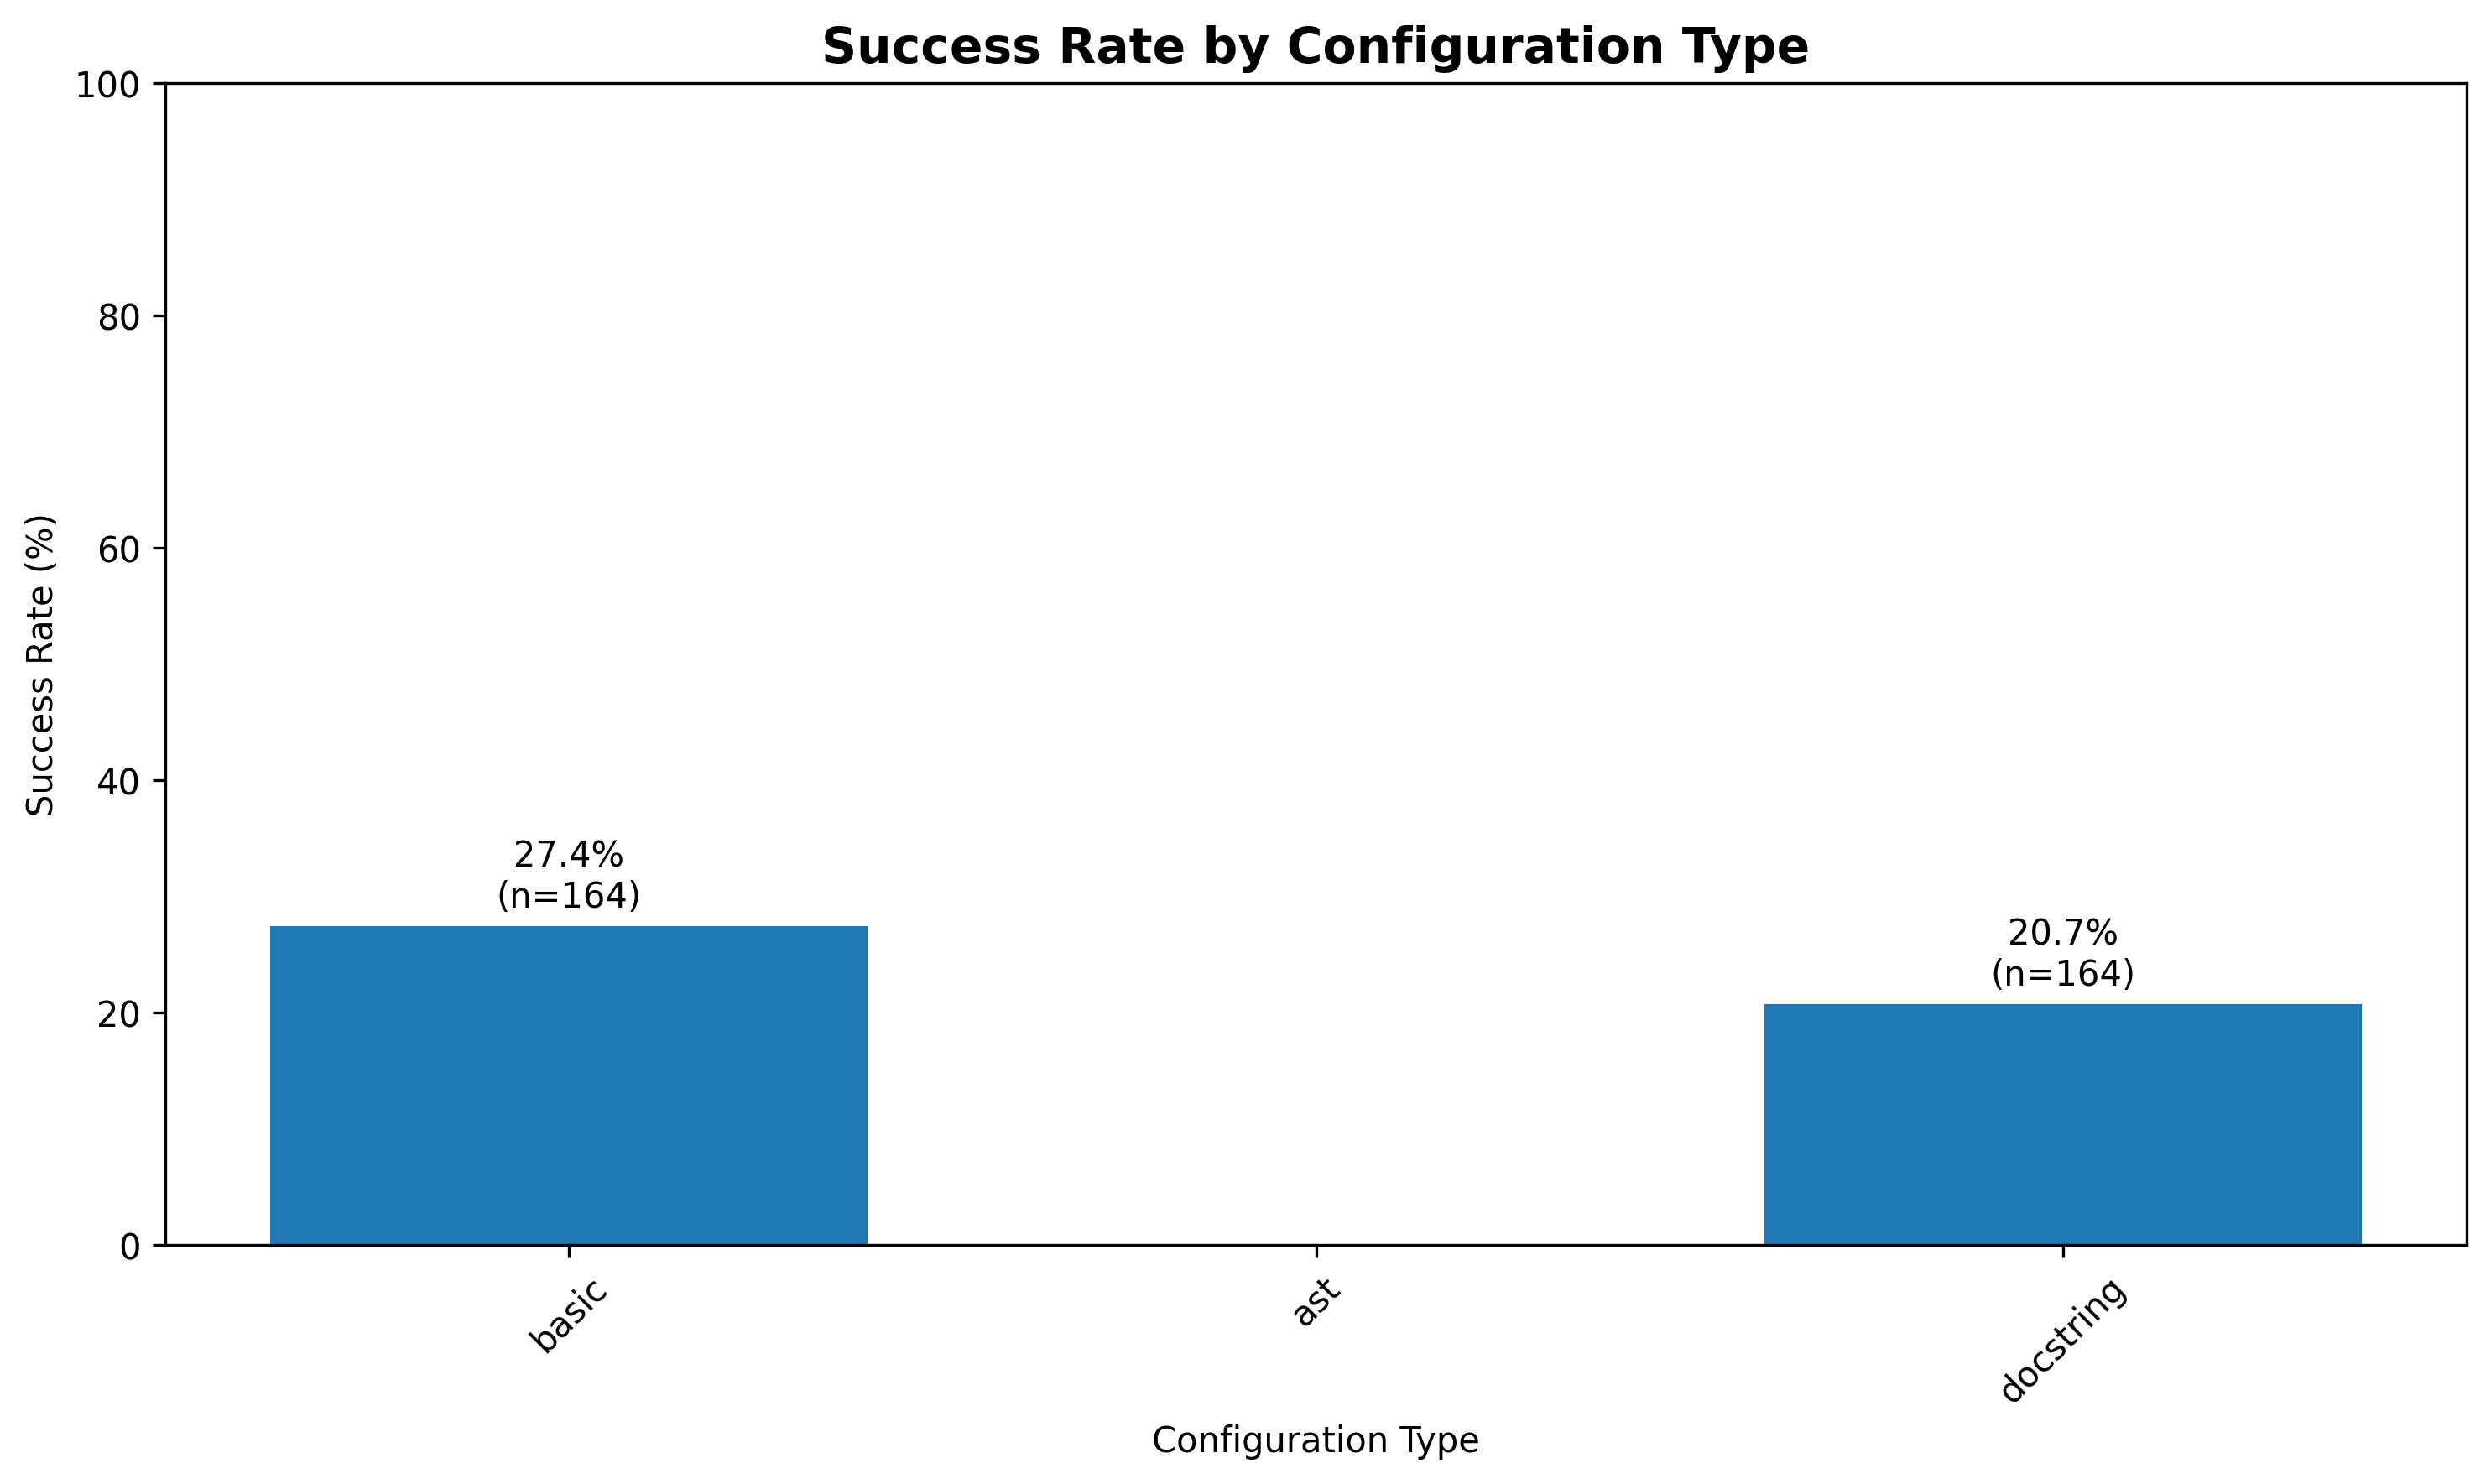 Success Rate by Configuration Type
100
80
60
40
20
0
Success Rate (%)
27.4%
(n=164)
20.7%
(n=164)
basic
ast
docstring
Configuration Type